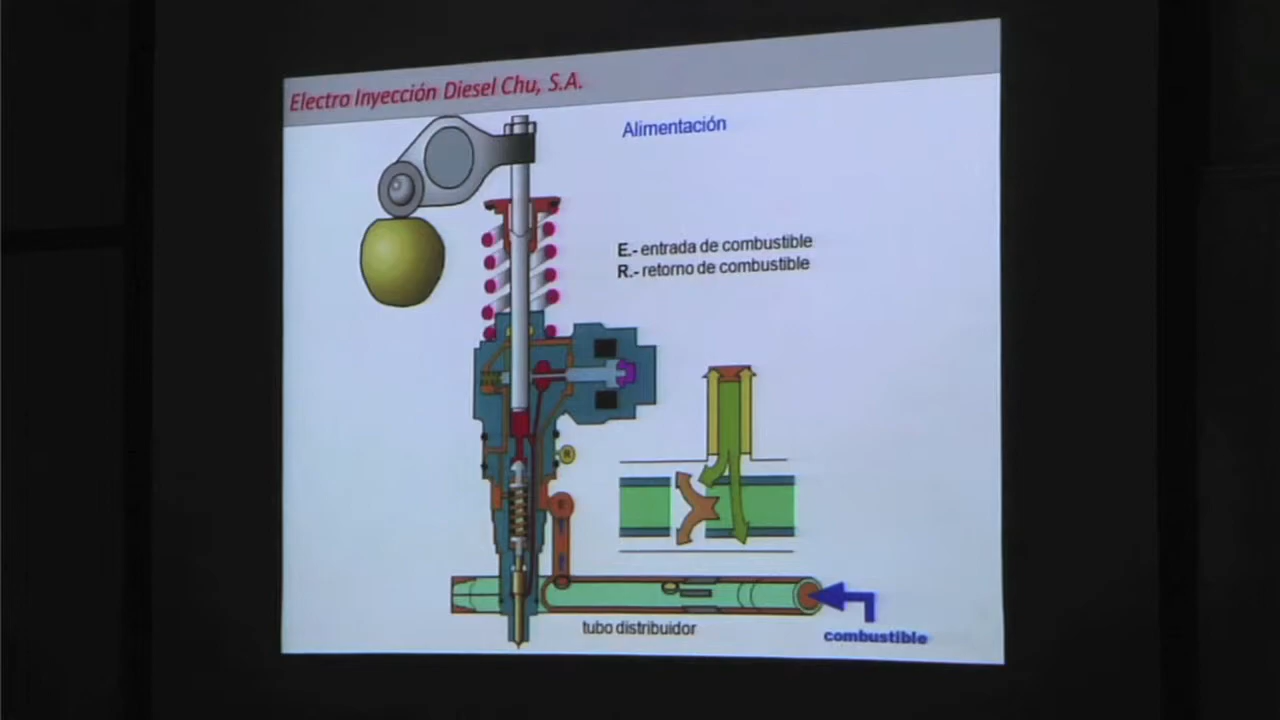 Electro Inyección Diesel Chu, S.A.
Alimentación
E.- entrada de combustible
R.- retorno de combustible
R
E
tubo distribuidor
combustible